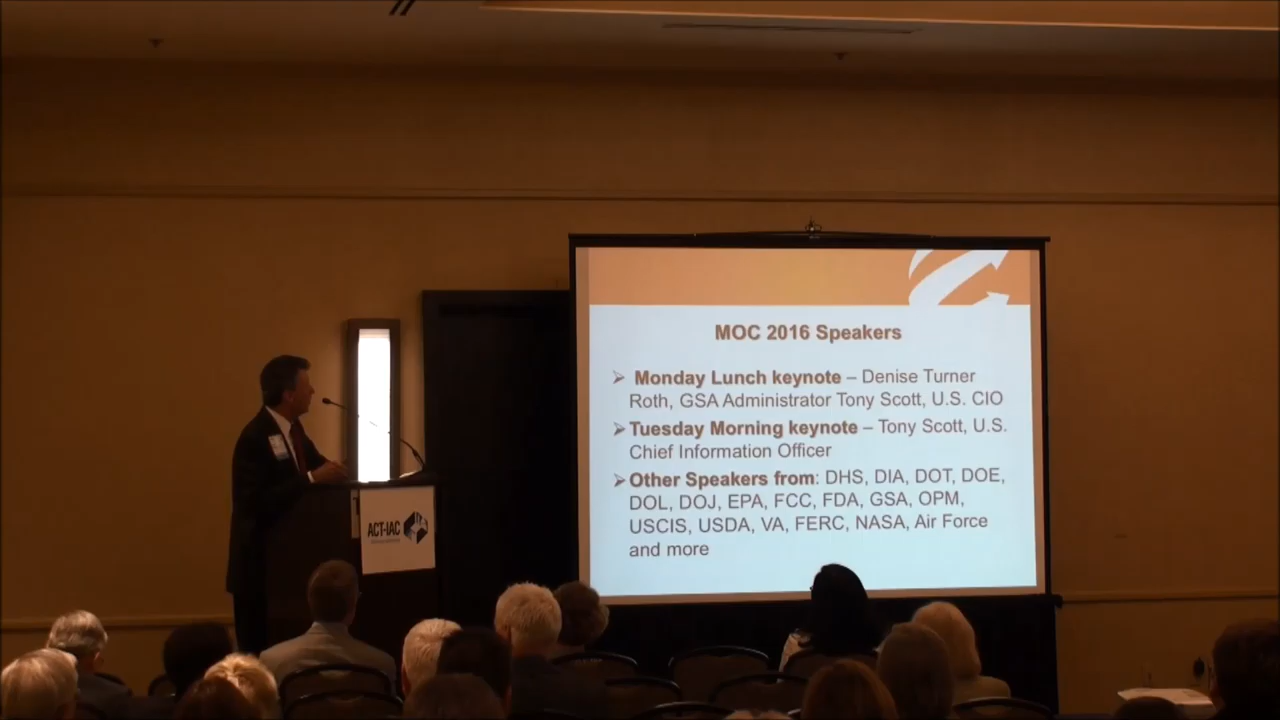 MOC 2016 Speakers
➢ Monday Lunch keynote – Denise Turner
Roth, GSA Administrator Tony Scott, U.S. CIO
➢ Tuesday Morning keynote – Tony Scott, U.S.
Chief Information Officer
➢ Other Speakers from: DHS, DIA, DOT, DOE,
DOL, DOJ, EPA, FCC, FDA, GSA, OPM,
USCIS, USDA, VA, FERC, NASA, Air Force
and more
ACT-IAC